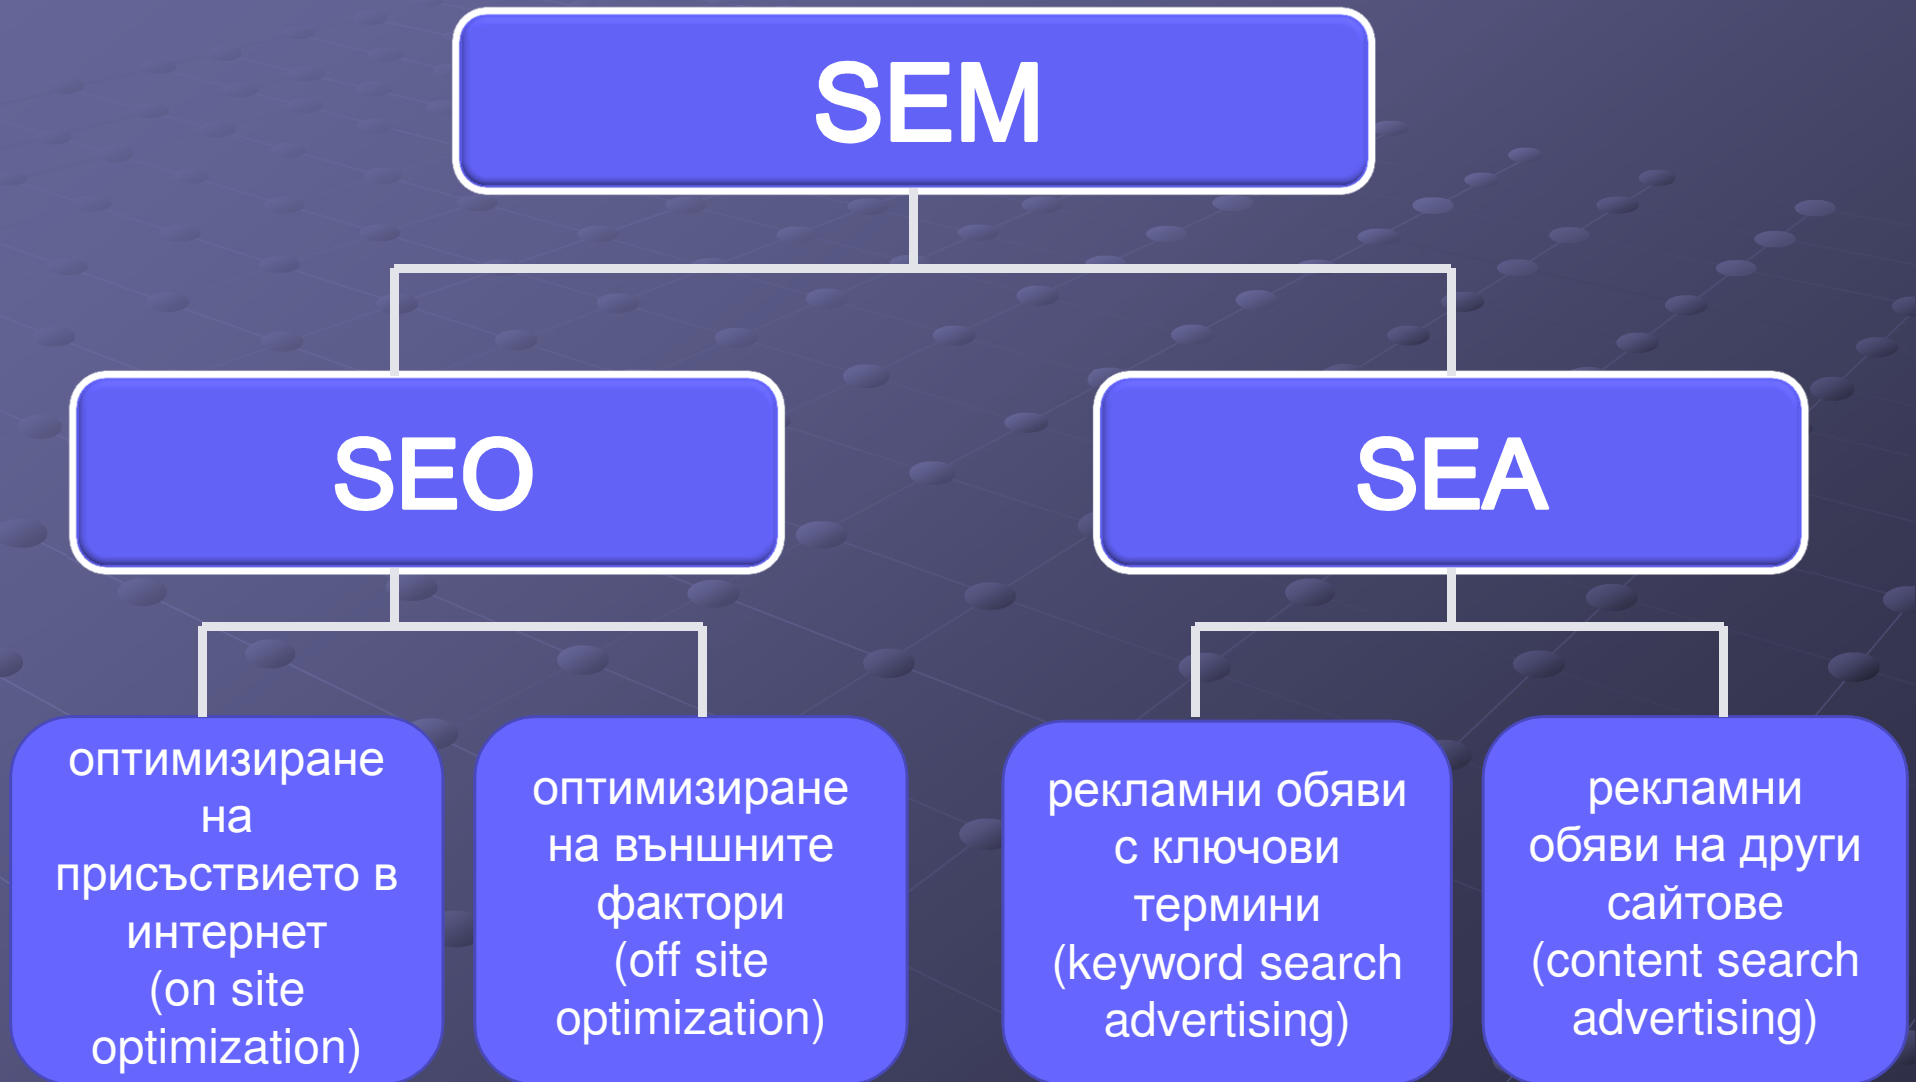 SEM
SEO
SEA
оптимизиране
на
присъствието в
интернет
(on site
optimization)
оптимизиране
на външните
фактори
(off site
optimization)
рекламни обяви
с ключови
термини
(keyword search
advertising)
рекламни
обяви на други
сайтове
(content search
advertising)